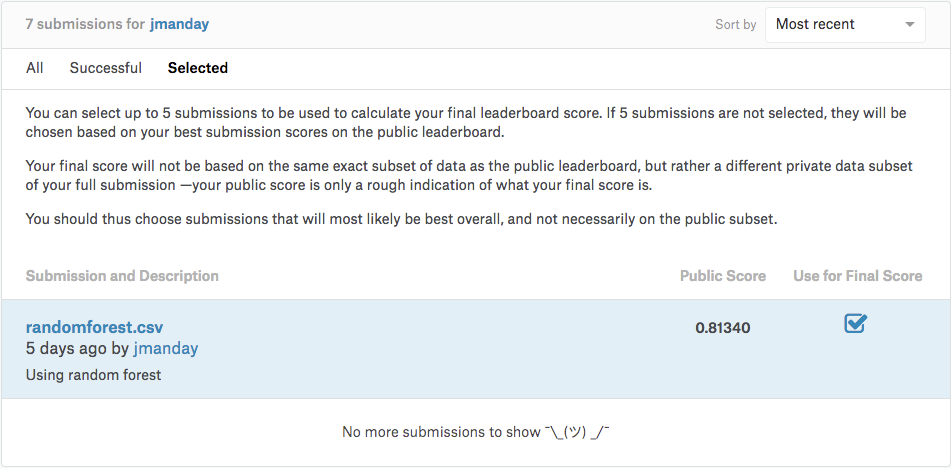 7 submissions for jmanday
Sort by Most recent
All Successful Selected
You can select up to 5 submissions to be used to calculate your final leaderboard score. If 5 submissions are not selected, they will be
chosen based on your best submission scores on the public leaderboard.
Your final score will not be based on the same exact subset of data as the public leaderboard, but rather a different private data subset
of your full submission —your public score is only a rough indication of what your final score is.
You should thus choose submissions that will most likely be best overall, and not necessarily on the public subset.
Submission and Description Public Score Use for Final Score
randomforest.csv 0.81340
5 days ago by jmanday
Using random forest
No more submissions to show ¯\_(ツ)_/¯